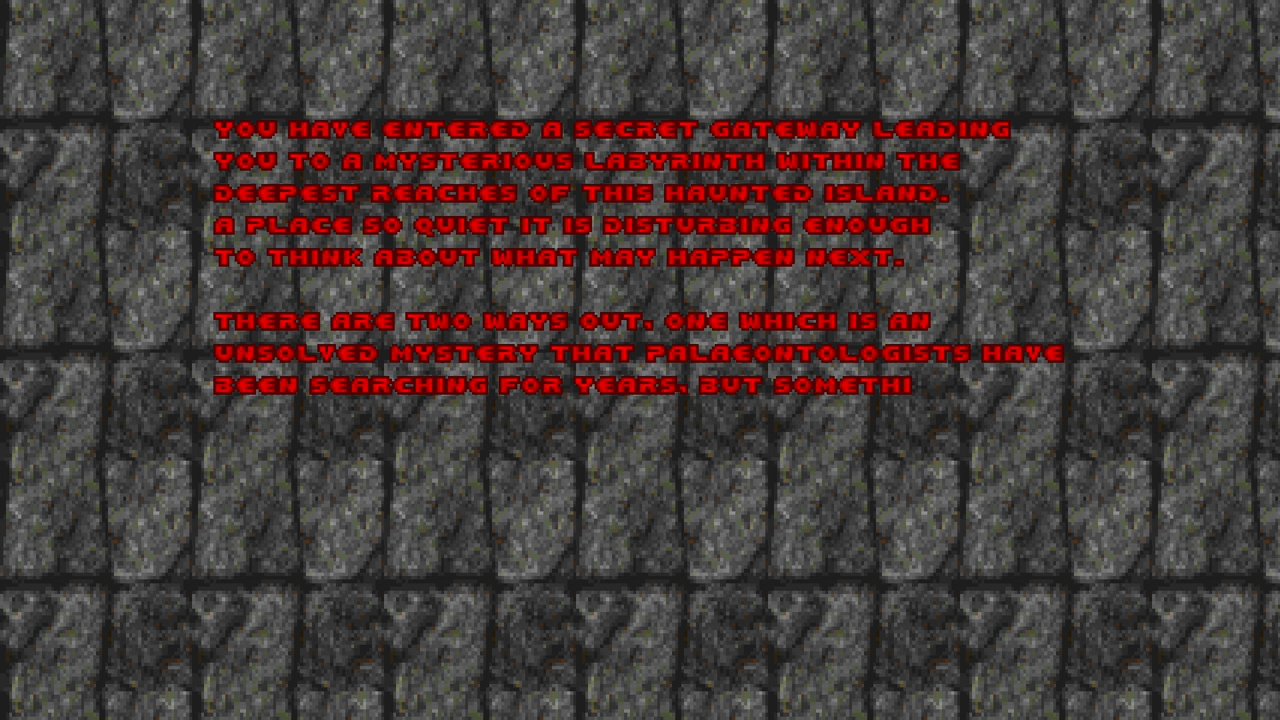 YOU HAVE ENTERED A SECRET GATEWAY LEADING
YOU TO A MYSTERIOUS LABYRINTH WITHIN THE
DEEPEST REACHES OF THIS HAUNTED ISLAND.
A PLACE SO QUIET IT IS DISTURBING ENOUGH
TO THINK ABOUT WHAT MAY HAPPEN NEXT.

THERE ARE TWO WAYS OUT. ONE WHICH IS AN
UNSOLVED MYSTERY THAT PALAEONTOLOGISTS HAVE
BEEN SEARCHING FOR YEARS. BUT SOMETHI